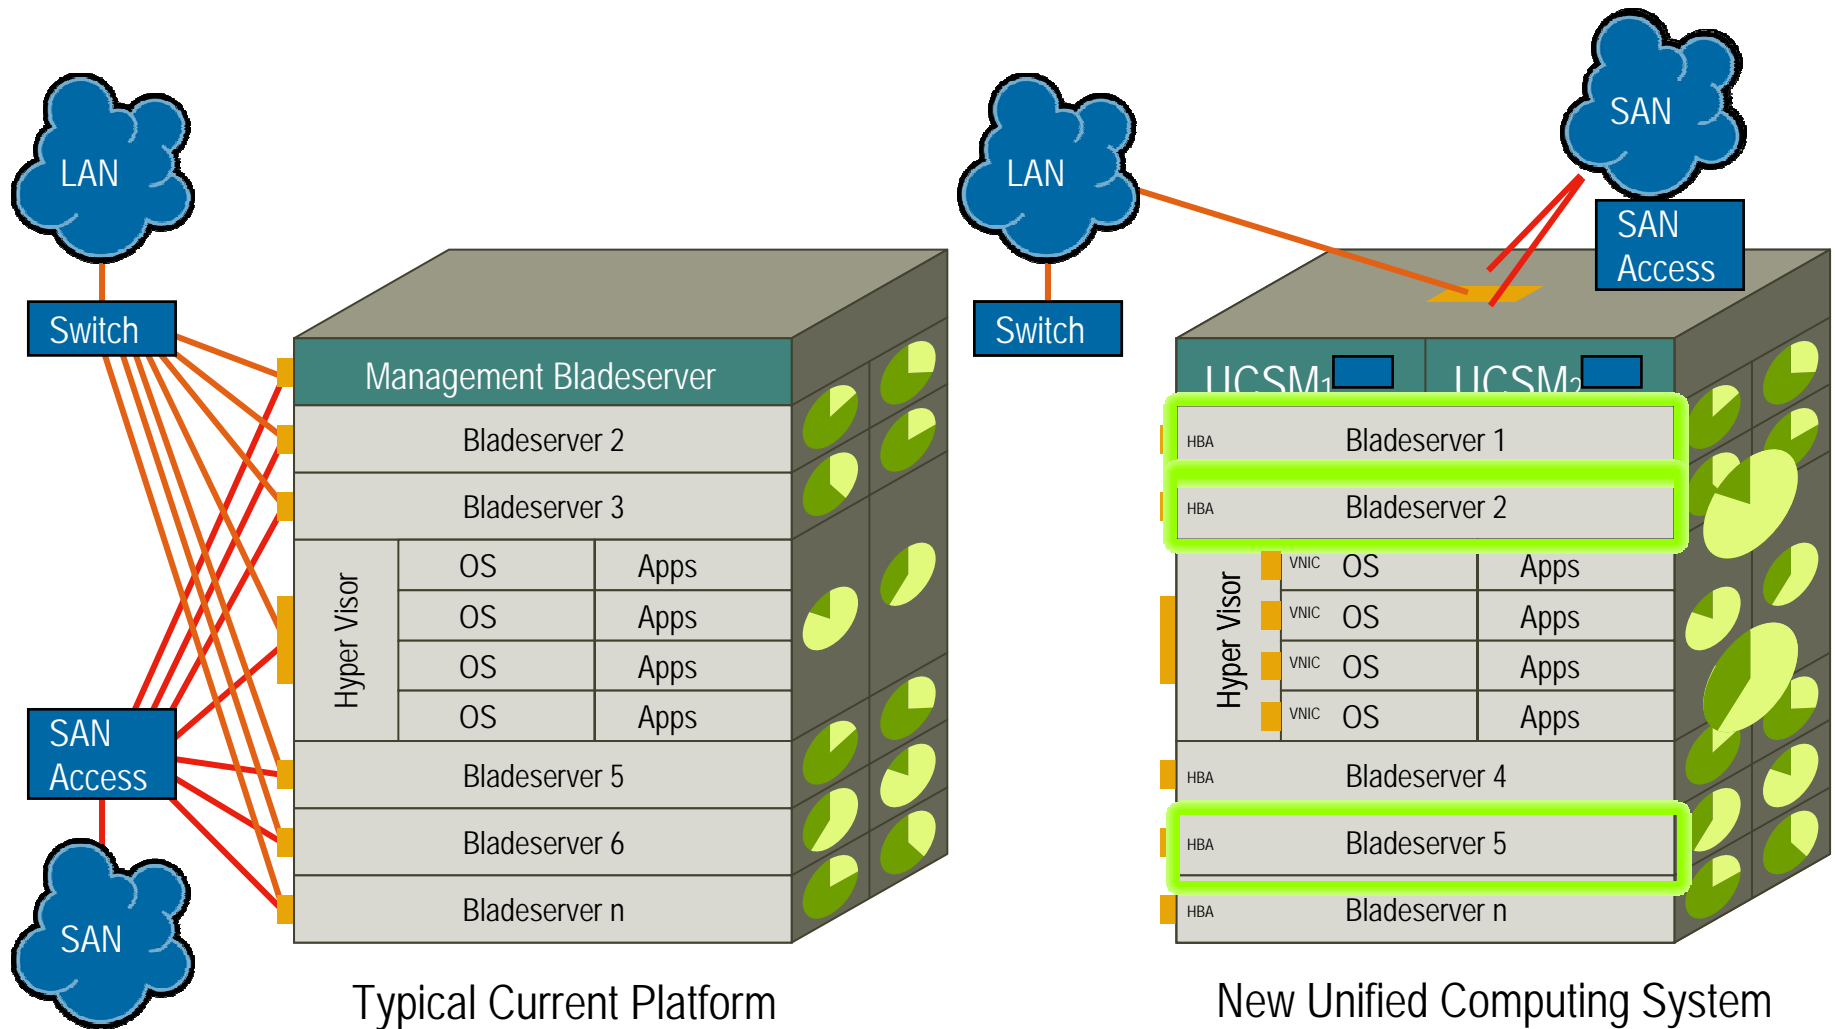 LAN
Switch
Management Bladeserver
Bladeserver 2
Bladeserver 3
Hyper Visor
OS Apps
OS Apps
OS Apps
OS Apps
SAN
Access
Bladeserver 5
Bladeserver 6
Bladeserver n
SAN
Typical Current Platform
SAN
LAN
SAN
Access
Switch
UCSM1 UCSM2
HBA Bladeserver 1
HBA Bladeserver 2
Hyper Visor
VNIC OS Apps
VNIC OS Apps
VNIC OS Apps
VNIC OS Apps
HBA Bladeserver 4
HBA Bladeserver 5
HBA Bladeserver n
New Unified Computing System